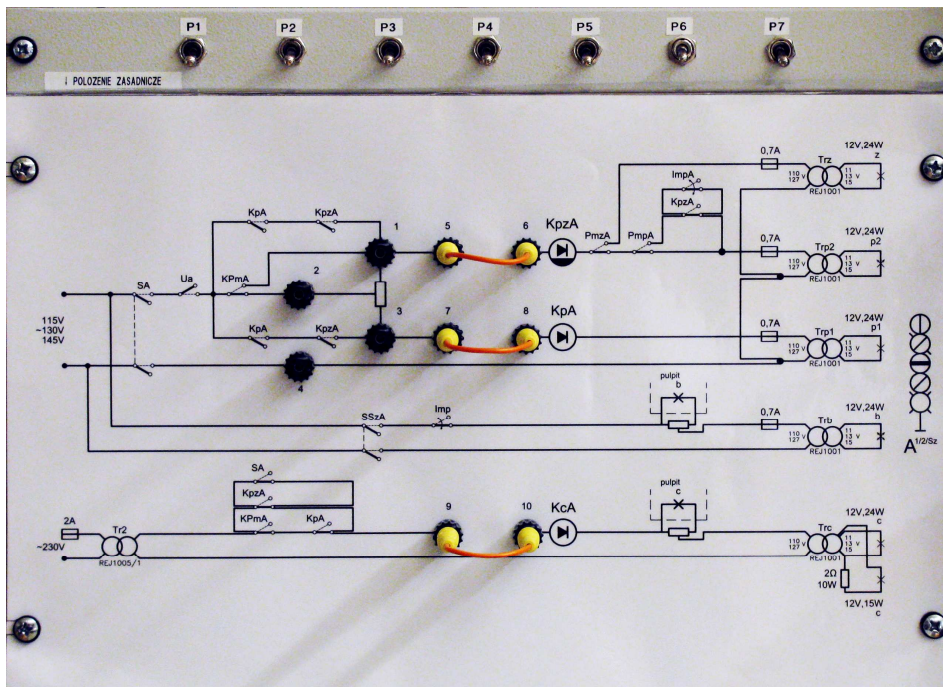 P1 P2 P3 P4 P5 P6 P7
↓ POLOZENIE ZASADNICZE
0,7A
12V,24W
z
Trz
110
127 V
11
13 V
15
REJ1001
ImpA
KpzA
PmzA
PmpA
KpA
KpzA
1
5
6
KpzA
0,7A
Trp2
12V,24W
p2
110
127 V
11
13 V
15
REJ1001
SA
Ua
KPmA
2
115V
~130V
145V
KpA
KpzA
3
7
8
KpA
0,7A
Trp1
12V,24W
p1
110
127 V
11
13 V
15
REJ1001
4
SSzA
Imp
pulpit
b
0,7A
Trb
12V,24W
b
110
127 V
11
13 V
15
REJ1001
A1/2/Sz
SA
KpzA
KPmA
KpA
2A
Tr2
~230V
REJ1005/1
9
10
KcA
pulpit
c
Trc
12V,24W
c
110
127 V
11
13 V
15
REJ1001
2Ω
10W
12V,15W
c